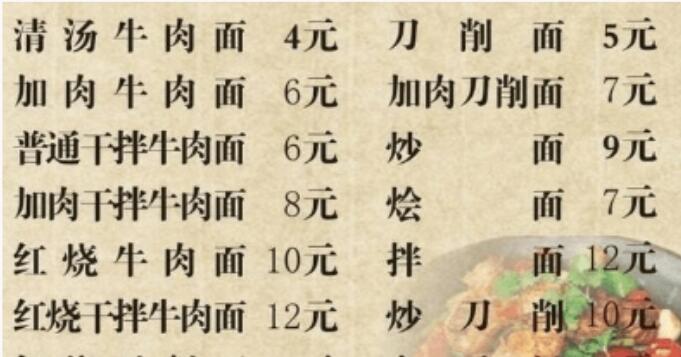 清汤牛肉面 4元 刀削面 5元
加肉牛肉面 6元 加肉刀削面 7元
普通干拌牛肉面 6元 炒面 9元
加肉干拌牛肉面 8元 烩面 7元
红烧牛肉面 10元 拌面 12元
红烧干拌牛肉面 12元 炒刀削 10元